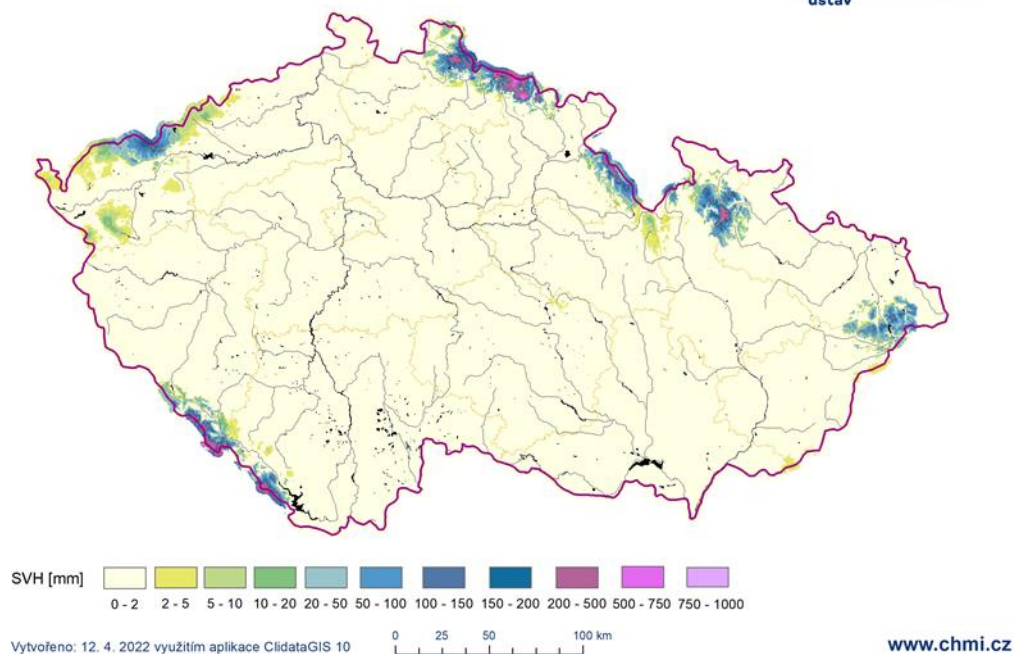 ústav
SVH [mm]
0 - 2 2 - 5 5 - 10 10 - 20 20 - 50 50 - 100 100 - 150 150 - 200 200 - 500 500 - 750 750 - 1000
0 25 50 100 km
Vytvořeno: 12. 4. 2022 využitím aplikace ClidataGIS 10
www.chmi.cz